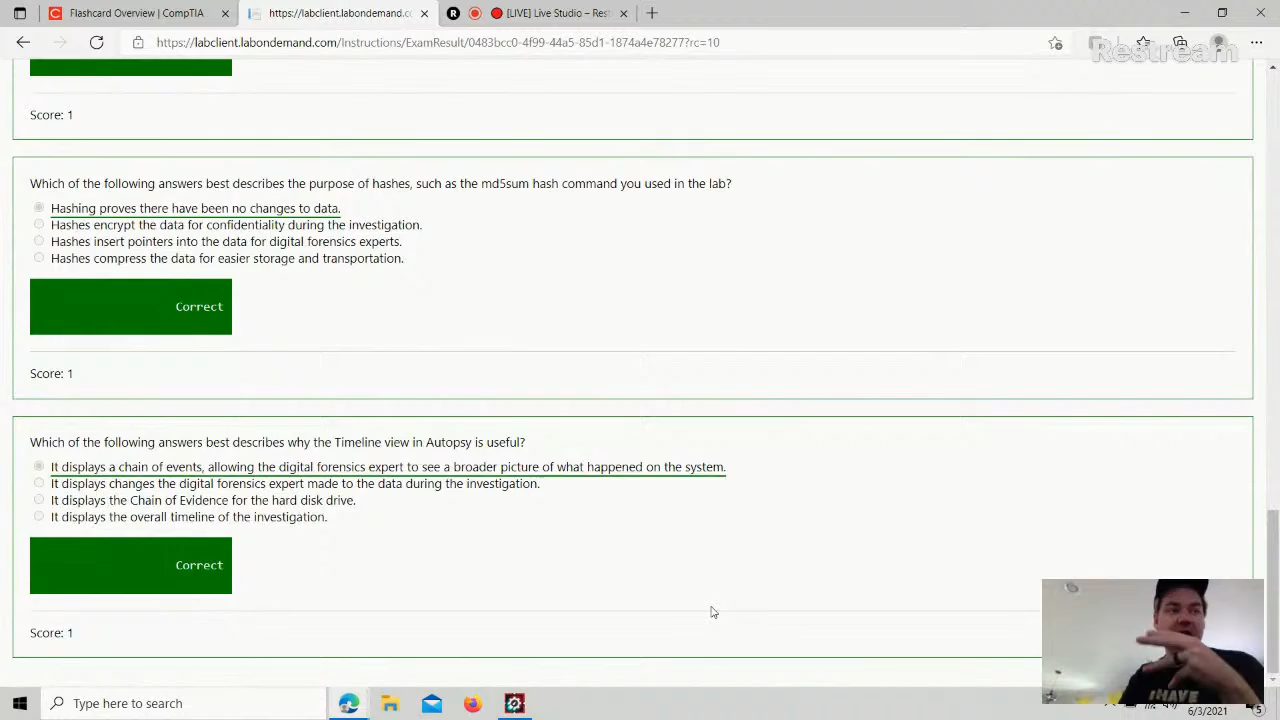 Flashcard Overview | CompTIA
https://labclient.labondemand.co
[LIVE] Live Studio – Rest
https://labclient.labondemand.com/Instructions/ExamResult/0483bcc0-4f99-44a5-85d1-1874a4e78277?rc=10
Restream
Score: 1
Which of the following answers best describes the purpose of hashes, such as the md5sum hash command you used in the lab?
Hashing proves there have been no changes to data.
Hashes encrypt the data for confidentiality during the investigation.
Hashes insert pointers into the data for digital forensics experts.
Hashes compress the data for easier storage and transportation.
Correct
Score: 1
Which of the following answers best describes why the Timeline view in Autopsy is useful?
It displays a chain of events, allowing the digital forensics expert to see a broader picture of what happened on the system.
It displays changes the digital forensics expert made to the data during the investigation.
It displays the Chain of Evidence for the hard disk drive.
It displays the overall timeline of the investigation.
Correct
Score: 1
I HAVE
Type here to search
6/3/2021